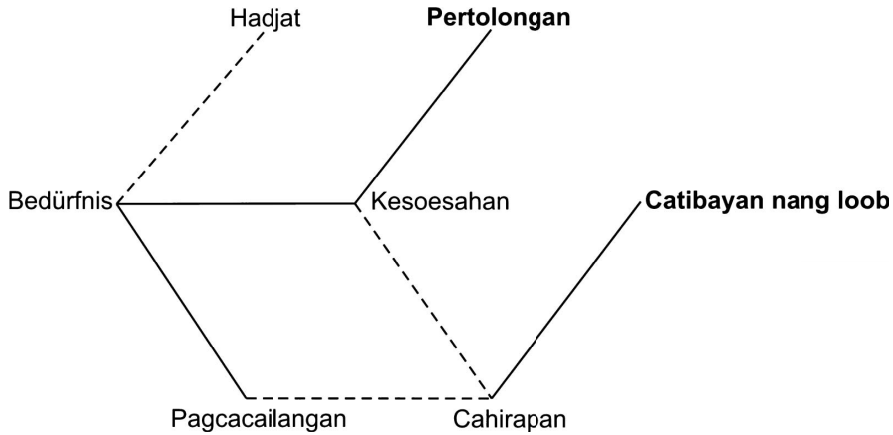 Hadjat
Pertolongan
Bedürfnis
Kesoesahan
Catibayan nang loob
Pagcacailangan
Cahirapan